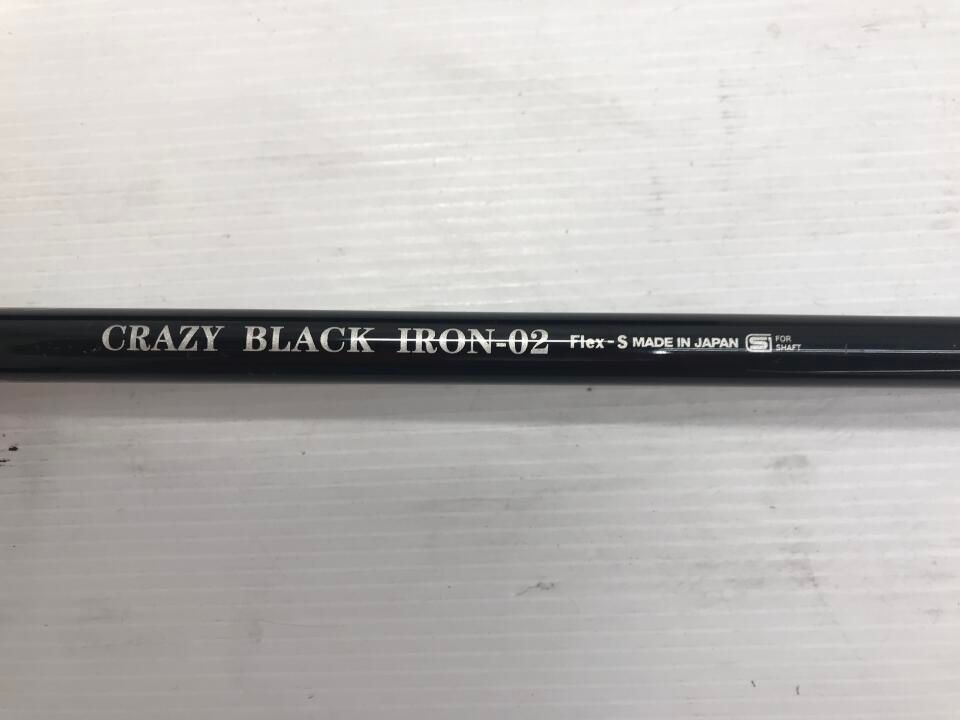 CRAZY BLACK IRON-02 Flex-S MADE IN JAPAN S FOR SHAFT